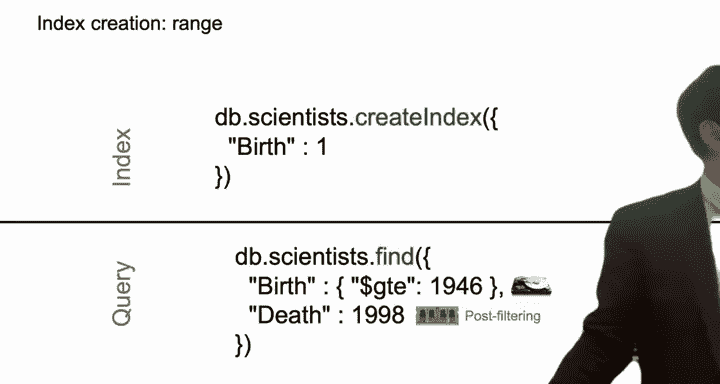 Index creation: range
Index
db.scientists.createIndex({
"Birth" : 1
})
Query
db.scientists.find({
"Birth" : { "$gte": 1946 },
"Death" : 1998 Post-filtering
})